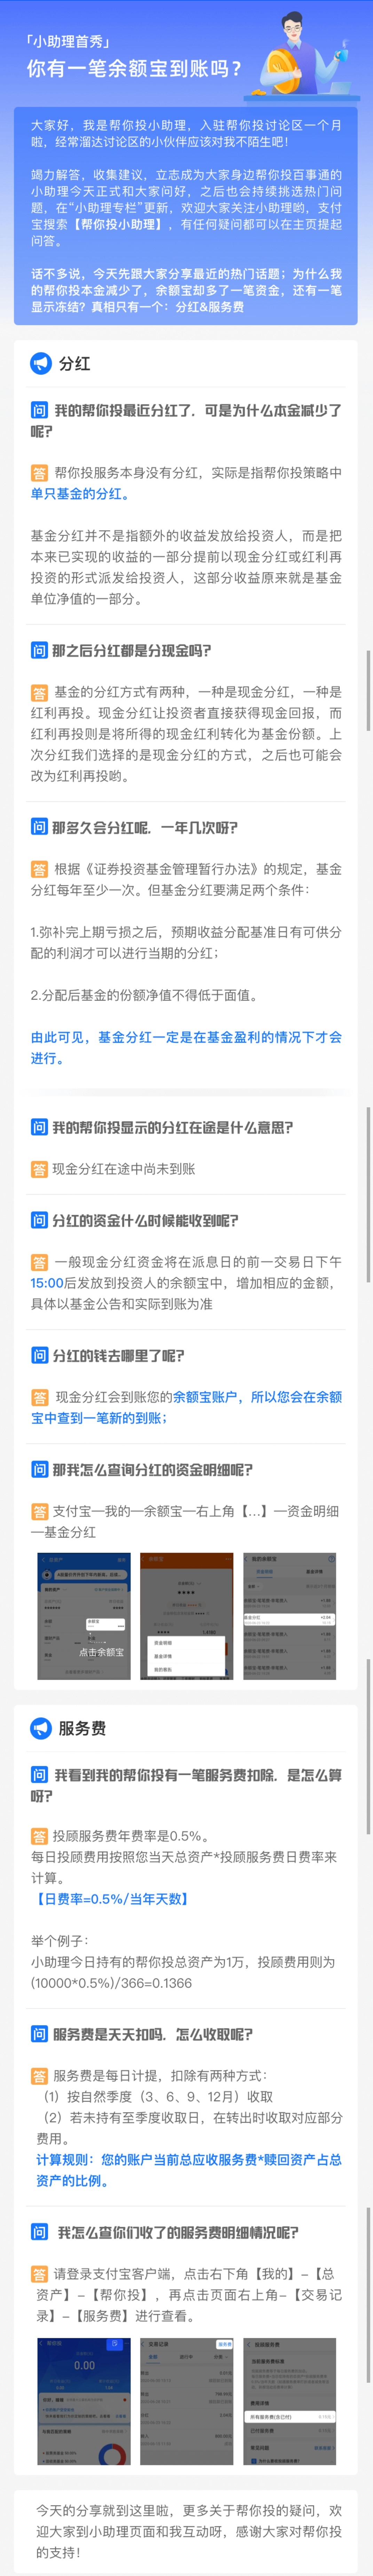 「小助理首秀」
你有一笔余额宝到账吗？
大家好，我是帮你投小助理，入驻帮你投讨论区一个月
啦，经常溜达讨论区的小伙伴应该对我不陌生吧！
竭力解答，收集建议，立志成为大家身边帮你投百事通的
小助理今天正式和大家问好，之后也会持续挑选热门问
题，在“小助理专栏”更新，欢迎大家关注小助理哟，支付
宝搜索【帮你投小助理】，有任何疑问都可以在主页提起
问答。
话不多说，今天先跟大家分享最近的热门话题；为什么我
的帮你投本金减少了，余额宝却多了一笔资金，还有一笔
显示冻结？真相只有一个：分红&服务费
分红
问 我的帮你投最近分红了，可是为什么本金减少了
呢？
答 帮你投服务本身没有分红，实际是指帮你投策略中
单只基金的分红。
基金分红并不是指额外的收益发放给投资人，而是把
本来已实现的收益的一部分提前以现金分红或红利再
投资的形式派发给投资人，这部分收益原来就是基金
单位净值的一部分。
问 那之后分红都是分现金吗？
答 基金的分红方式有两种，一种是现金分红，一种是
红利再投。现金分红让投资者直接获得现金回报，而
红利再投则是将所得的现金红利转化为基金份额。上
次分红我们选择的是现金分红的方式，之后也可能会
改为红利再投哟。
问 那多久会分红呢，一年几次呀？
答 根据《证券投资基金管理暂行办法》的规定，基金
分红每年至少一次。但基金分红要满足两个条件：
1.弥补完上期亏损之后，预期收益分配基准日有可供分
配的利润才可以进行当期的分红；
2.分配后基金的份额净值不得低于面值。
由此可见，基金分红一定是在基金盈利的情况下才会
进行。
问 我的帮你投显示的分红在途是什么意思？
答 现金分红在途中尚未到账
问 分红的资金什么时候能收到呢？
答 一般现金分红资金将在派息日的前一交易日下午
15:00后发放到投资人的余额宝中，增加相应的金额，
具体以基金公告和实际到账为准
问 分红的钱去哪里了呢？
答 现金分红会到账您的余额宝账户，所以您会在余额
宝中查到一笔新的到账；
问 那我怎么查询分红的资金明细呢？
答 支付宝—我的—余额宝—右上角【...】—资金明细
—基金分红
余额宝
点击余额宝
资金明细
基金详情
我的看板
基金分红
服务费
问 我看到我的帮你投有一笔服务费扣除，是怎么算
呀？
答 投顾服务费年费率是0.5%。
每日投顾费用按照您当天总资产*投顾服务费日费率来
计算。
【日费率=0.5%/当年天数】
举个例子：
小助理今日持有的帮你投总资产为1万，投顾费用则为
(10000*0.5%)/366=0.1366
问 服务费是天天扣吗，怎么收取呢？
答 服务费是每日计提，扣除有两种方式：
（1）按自然季度（3、6、9、12月）收取
（2）若未持有至季度收取日，在转出时收取对应部分
费用。
计算规则：您的账户当前总应收服务费*赎回资产占总
资产的比例。
问 我怎么查你们收了的服务费明细情况呢？
答 请登录支付宝客户端，点击右下角【我的】-【总
资产】-【帮你投】，再点击页面右上角-【交易记
录】-【服务费】进行查看。
0.00
交易记录
服务费
今天的分享就到这里啦，更多关于帮你投的疑问，欢
迎大家到小助理页面和我互动呀，感谢大家对帮你投
的支持！